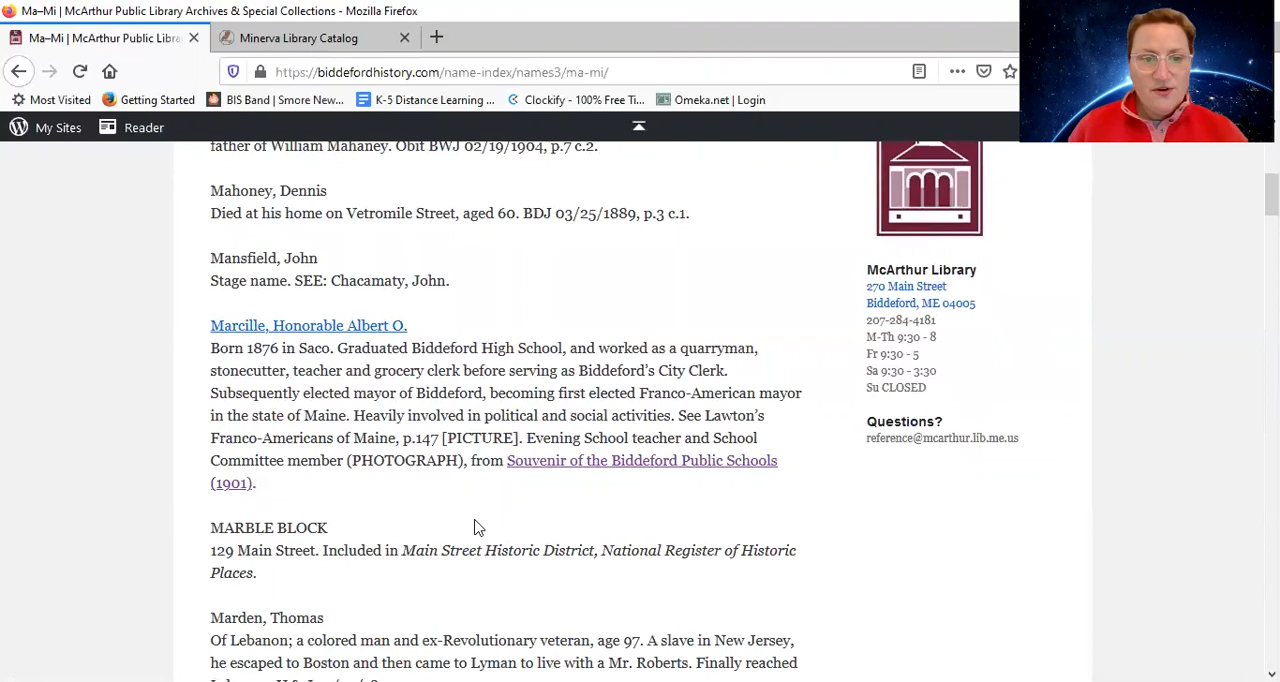 Ma–Mi | McArthur Public Library Archives & Special Collections - Mozilla Firefox
Ma–Mi | McArthur Public Libra
Minerva Library Catalog
https://biddefordhistory.com/name-index/names3/ma-mi/
Most Visited
Getting Started
BIS Band | Smore New...
K-5 Distance Learning ...
Clockify - 100% Free Ti...
Omeka.net | Login
My Sites
Reader
father of William Mahaney. Obit BWJ 02/19/1904, p.7 c.2.
Mahoney, Dennis
Died at his home on Vetromile Street, aged 60. BDJ 03/25/1889, p.3 c.1.
Mansfield, John
Stage name. SEE: Chacamaty, John.
Marcille, Honorable Albert O.
Born 1876 in Saco. Graduated Biddeford High School, and worked as a quarryman,
stonecutter, teacher and grocery clerk before serving as Biddeford's City Clerk.
Subsequently elected mayor of Biddeford, becoming first elected Franco-American mayor
in the state of Maine. Heavily involved in political and social activities. See Lawton's
Franco-Americans of Maine, p.147 [PICTURE]. Evening School teacher and School
Committee member (PHOTOGRAPH), from Souvenir of the Biddeford Public Schools
(1901).
MARBLE BLOCK
129 Main Street. Included in Main Street Historic District, National Register of Historic
Places.
Marden, Thomas
Of Lebanon; a colored man and ex-Revolutionary veteran, age 97. A slave in New Jersey,
he escaped to Boston and then came to Lyman to live with a Mr. Roberts. Finally reached
McArthur Library
270 Main Street
Biddeford, ME 04005
207-284-4181
M-Th 9:30 - 8
Fr 9:30 - 5
Sa 9:30 - 3:30
Su CLOSED
Questions?
reference@mcarthur.lib.me.us